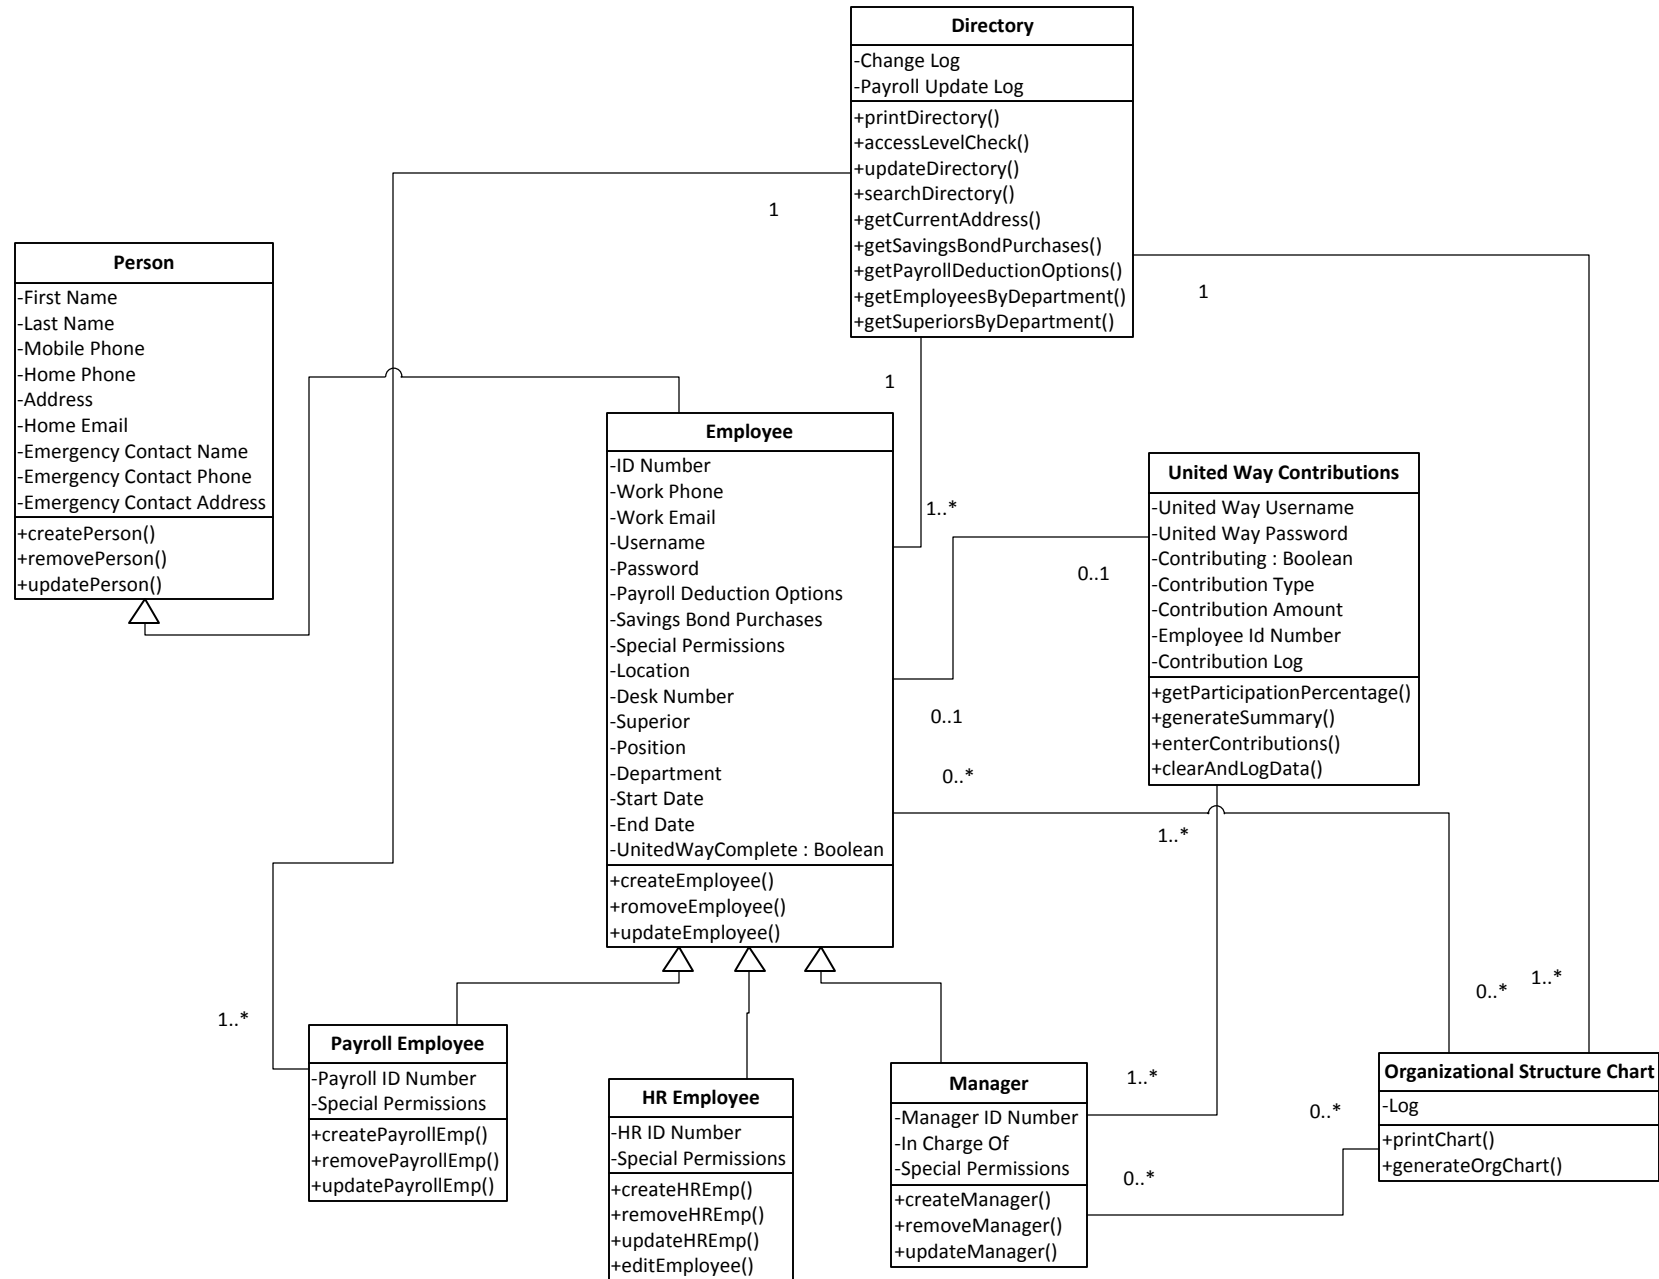 Directory
-Change Log
-Payroll Update Log
+printDirectory()
+accessLevelCheck()
+updateDirectory()
+searchDirectory()
+getCurrentAddress()
+getSavingsBondPurchases()
+getPayrollDeductionOptions()
+getEmployeesByDepartment()
+getSuperiorsByDepartment()
1
1
1
Person
-First Name
-Last Name
-Mobile Phone
-Home Phone
-Address
-Home Email
-Emergency Contact Name
-Emergency Contact Phone
-Emergency Contact Address
+createPerson()
+removePerson()
+updatePerson()
Employee
-ID Number
-Work Phone
-Work Email
-Username
-Password
-Payroll Deduction Options
-Savings Bond Purchases
-Special Permissions
-Location
-Desk Number
-Superior
-Position
-Department
-Start Date
-End Date
-UnitedWayComplete : Boolean
+createEmployee()
+romoveEmployee()
+updateEmployee()
1..*
0..1
0..1
0..*
United Way Contributions
-United Way Username
-United Way Password
-Contributing : Boolean
-Contribution Type
-Contribution Amount
-Employee Id Number
-Contribution Log
+getParticipationPercentage()
+generateSummary()
+enterContributions()
+clearAndLogData()
1..*
0..*
1..*
1..*
Payroll Employee
-Payroll ID Number
-Special Permissions
+createPayrollEmp()
+removePayrollEmp()
+updatePayrollEmp()
HR Employee
-HR ID Number
-Special Permissions
+createHREmp()
+removeHREmp()
+updateHREmp()
+editEmployee()
Manager
-Manager ID Number
-In Charge Of
-Special Permissions
+createManager()
+removeManager()
+updateManager()
1..*
0..*
0..*
Organizational Structure Chart
-Log
+printChart()
+generateOrgChart()